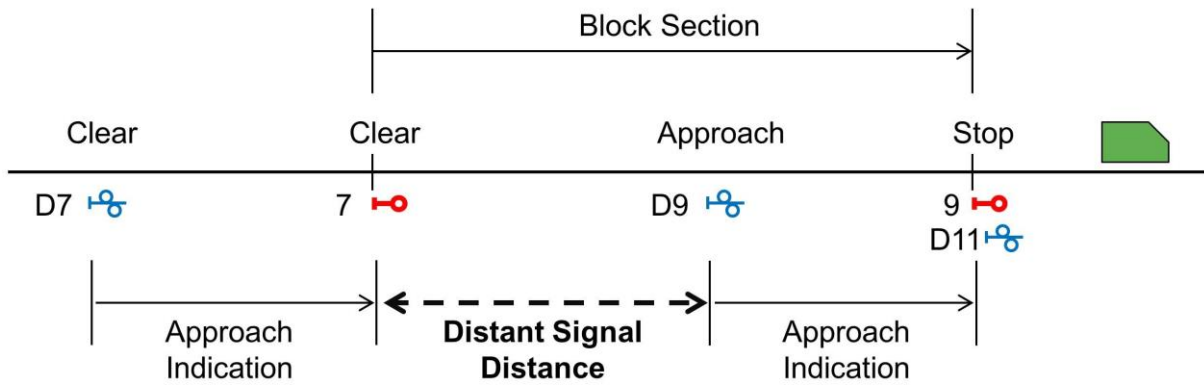 Block Section
Clear
Clear
Approach
Stop
D7
7
D9
9
D11
Approach
Indication
Distant Signal
Distance
Approach
Indication